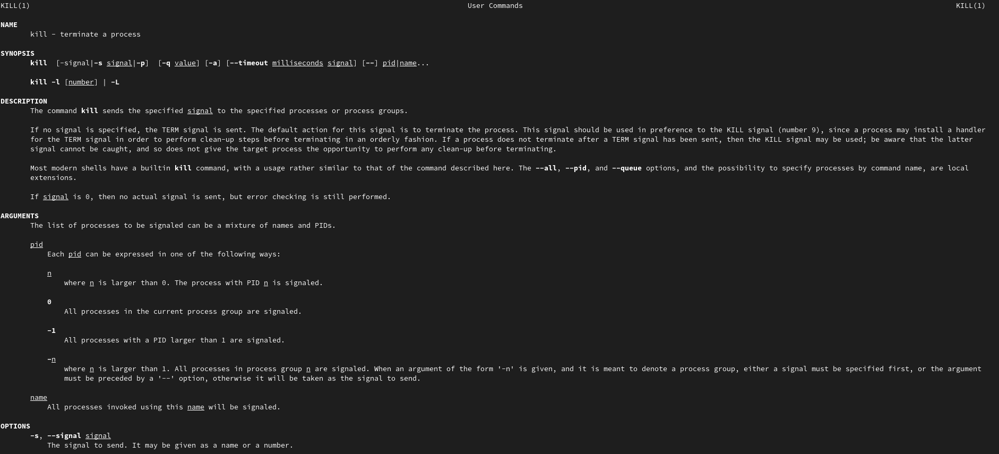 KILL(1) User Commands KILL(1)
NAME
kill - terminate a process
SYNOPSIS
kill [-signal|-s signal|-p] [-q value] [-a] [--timeout milliseconds signal] [--] pid|name...
kill -l [number] | -L
DESCRIPTION
The command kill sends the specified signal to the specified processes or process groups.
If no signal is specified, the TERM signal is sent. The default action for this signal is to terminate the process. This signal should be used in preference to the KILL signal (number 9), since a process may install a handler
for the TERM signal in order to perform clean-up steps before terminating in an orderly fashion. If a process does not terminate after a TERM signal has been sent, then the KILL signal may be used; be aware that the latter
signal cannot be caught, and so does not give the target process the opportunity to perform any clean-up before terminating.
Most modern shells have a builtin kill command, with a usage rather similar to that of the command described here. The --all, --pid, and --queue options, and the possibility to specify processes by command name, are local
extensions.
If signal is 0, then no actual signal is sent, but error checking is still performed.
ARGUMENTS
The list of processes to be signaled can be a mixture of names and PIDs.
pid
Each pid can be expressed in one of the following ways:
n
where n is larger than 0. The process with PID n is signaled.
0
All processes in the current process group are signaled.
-1
All processes with a PID larger than 1 are signaled.
-n
where n is larger than 1. All processes in process group n are signaled. When an argument of the form '-n' is given, and it is meant to denote a process group, either a signal must be specified first, or the argument
must be preceded by a '--' option, otherwise it will be taken as the signal to send.
name
All processes invoked using this name will be signaled.
OPTIONS
-s, --signal signal
The signal to send. It may be given as a name or a number.